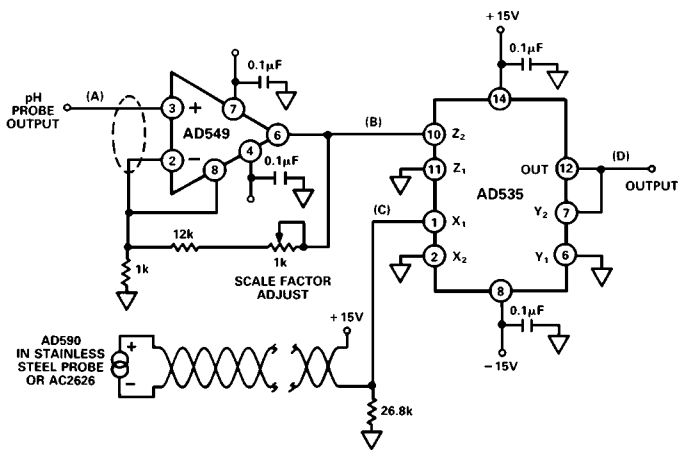 +15V
0.1µF
0.1µF
pH
PROBE
OUTPUT
(A)
3
+
7
AD549
6
(B)
2
−
8
4
0.1µF
14
10
Z2
11
Z1
OUT
12
(D)
OUTPUT
AD535
(C)
1
X1
Y2
7
2
X2
Y1
6
8
12k
1k
1k
SCALE FACTOR
ADJUST
0.1µF
−15V
AD590
IN STAINLESS
STEEL PROBE
OR AC2626
+
−
+15V
26.8k